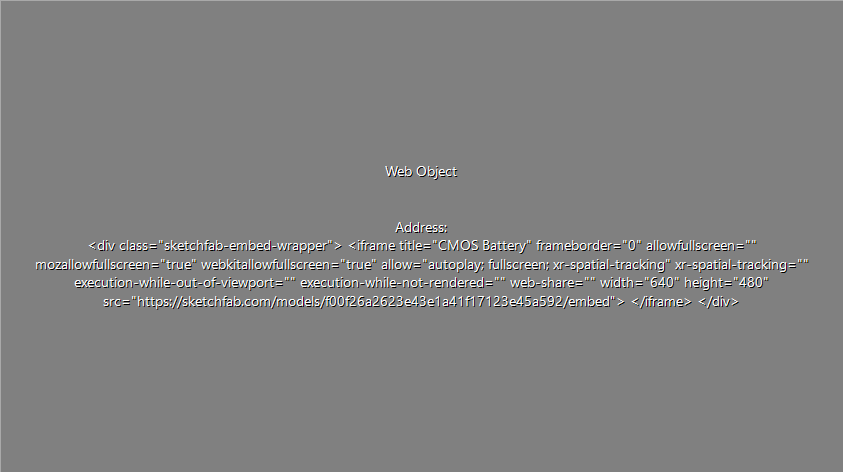 Web Object
Address:
<div class="sketchfab-embed-wrapper"> <iframe title="CMOS Battery" frameborder="0" allowfullscreen=""
mozallowfullscreen="true" webkitallowfullscreen="true" allow="autoplay; fullscreen; xr-spatial-tracking" xr-spatial-tracking=""
execution-while-out-of-viewport="" execution-while-not-rendered="" web-share="" width="640" height="480"
src="https://sketchfab.com/models/f00f26a2623e43e1a41f17123e45a592/embed"> </iframe> </div>